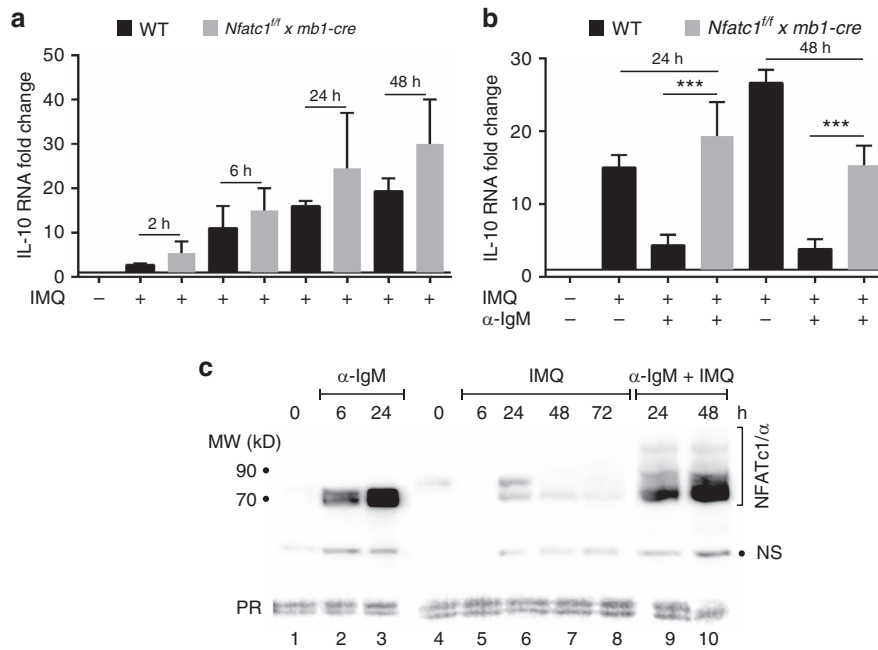 a
WT Nfatc1f/f x mb1-cre
IL-10 RNA fold change
50
40
30
20
10
0
2 h
6 h
24 h
48 h
IMQ – + + + + + + + +
b
WT Nfatc1f/f x mb1-cre
IL-10 RNA fold change
30
20
10
0
24 h
***
48 h
***
IMQ – + + + + + +
α-IgM – – + + – + +
c
α-IgM IMQ α-IgM + IMQ
0 6 24 0 6 24 48 72 24 48 h
MW (kD)
90 •
70 •
NFATc1/α
• NS
PR
1 2 3 4 5 6 7 8 9 10